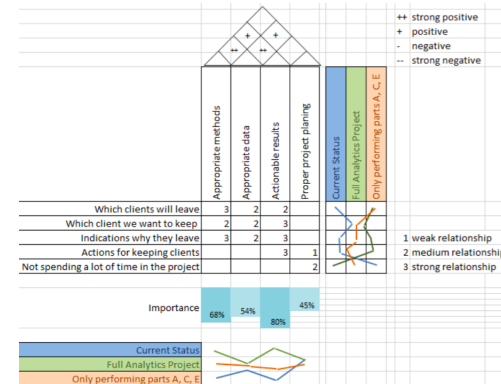 ++ strong positive
+ positive
- negative
-- strong negative
+ +
++ ++
Appropriate methods
Appropriate data
Actionable results
Proper project planing
Current Status
Full Analytics Project
Only performing parts A, C, E
Which clients will leave 3 2 2
Which client we want to keep 2 2 3
Indications why they leave 3 2 3
Actions for keeping clients 3 1
Not spending a lot of time in the project 2
1 weak relationship
2 medium relationship
3 strong relationship
Importance 68% 54% 80% 45%
Current Status
Full Analytics Project
Only performing parts A, C, E